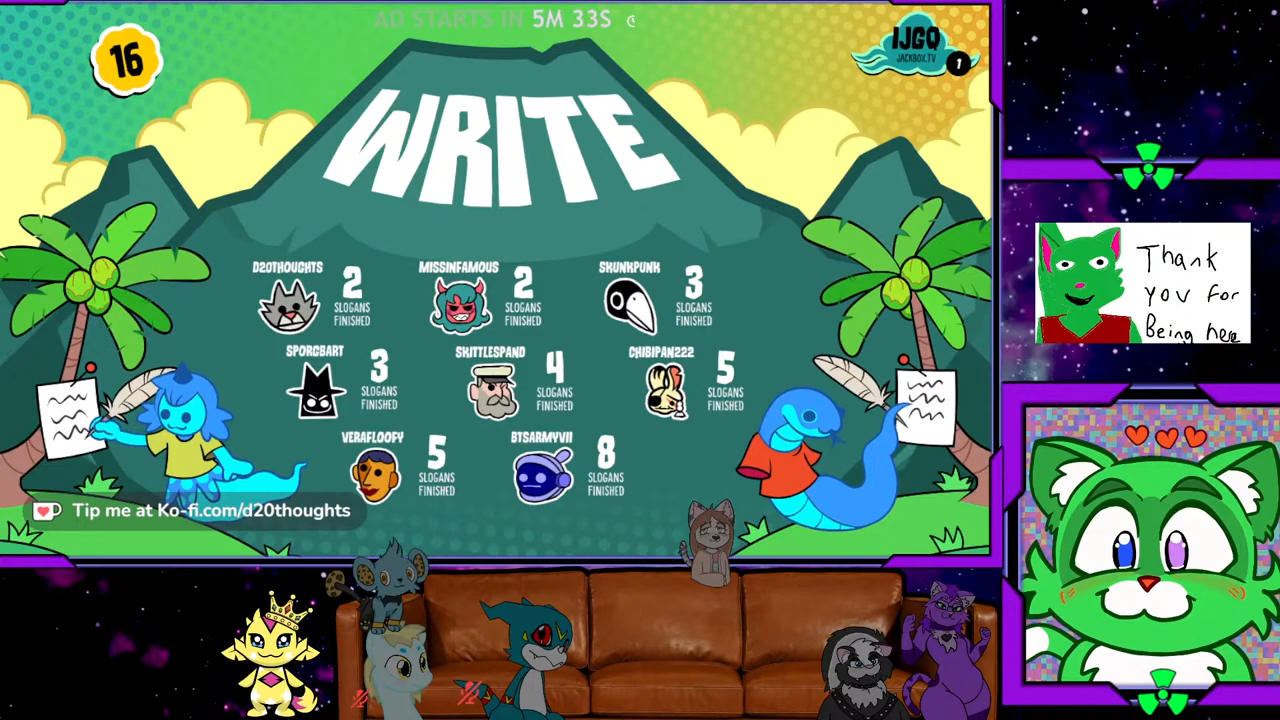 AD STARTS IN 5M 33S
16
IJGQ
JACKBOX.TV
1
WRITE
D20THOUGHTS
2
SLOGANS
FINISHED
MISSINFAMOUS
2
SLOGANS
FINISHED
SKUNKPUNK
3
SLOGANS
FINISHED
SPORCBART
3
SLOGANS
FINISHED
SKITTLESPAND
4
SLOGANS
FINISHED
CHIBIPAN222
5
SLOGANS
FINISHED
VERAFLOOFY
5
SLOGANS
FINISHED
BTSARMYVII
8
SLOGANS
FINISHED
Tip me at Ko-fi.com/d20thoughts
Thank
you for
Being here